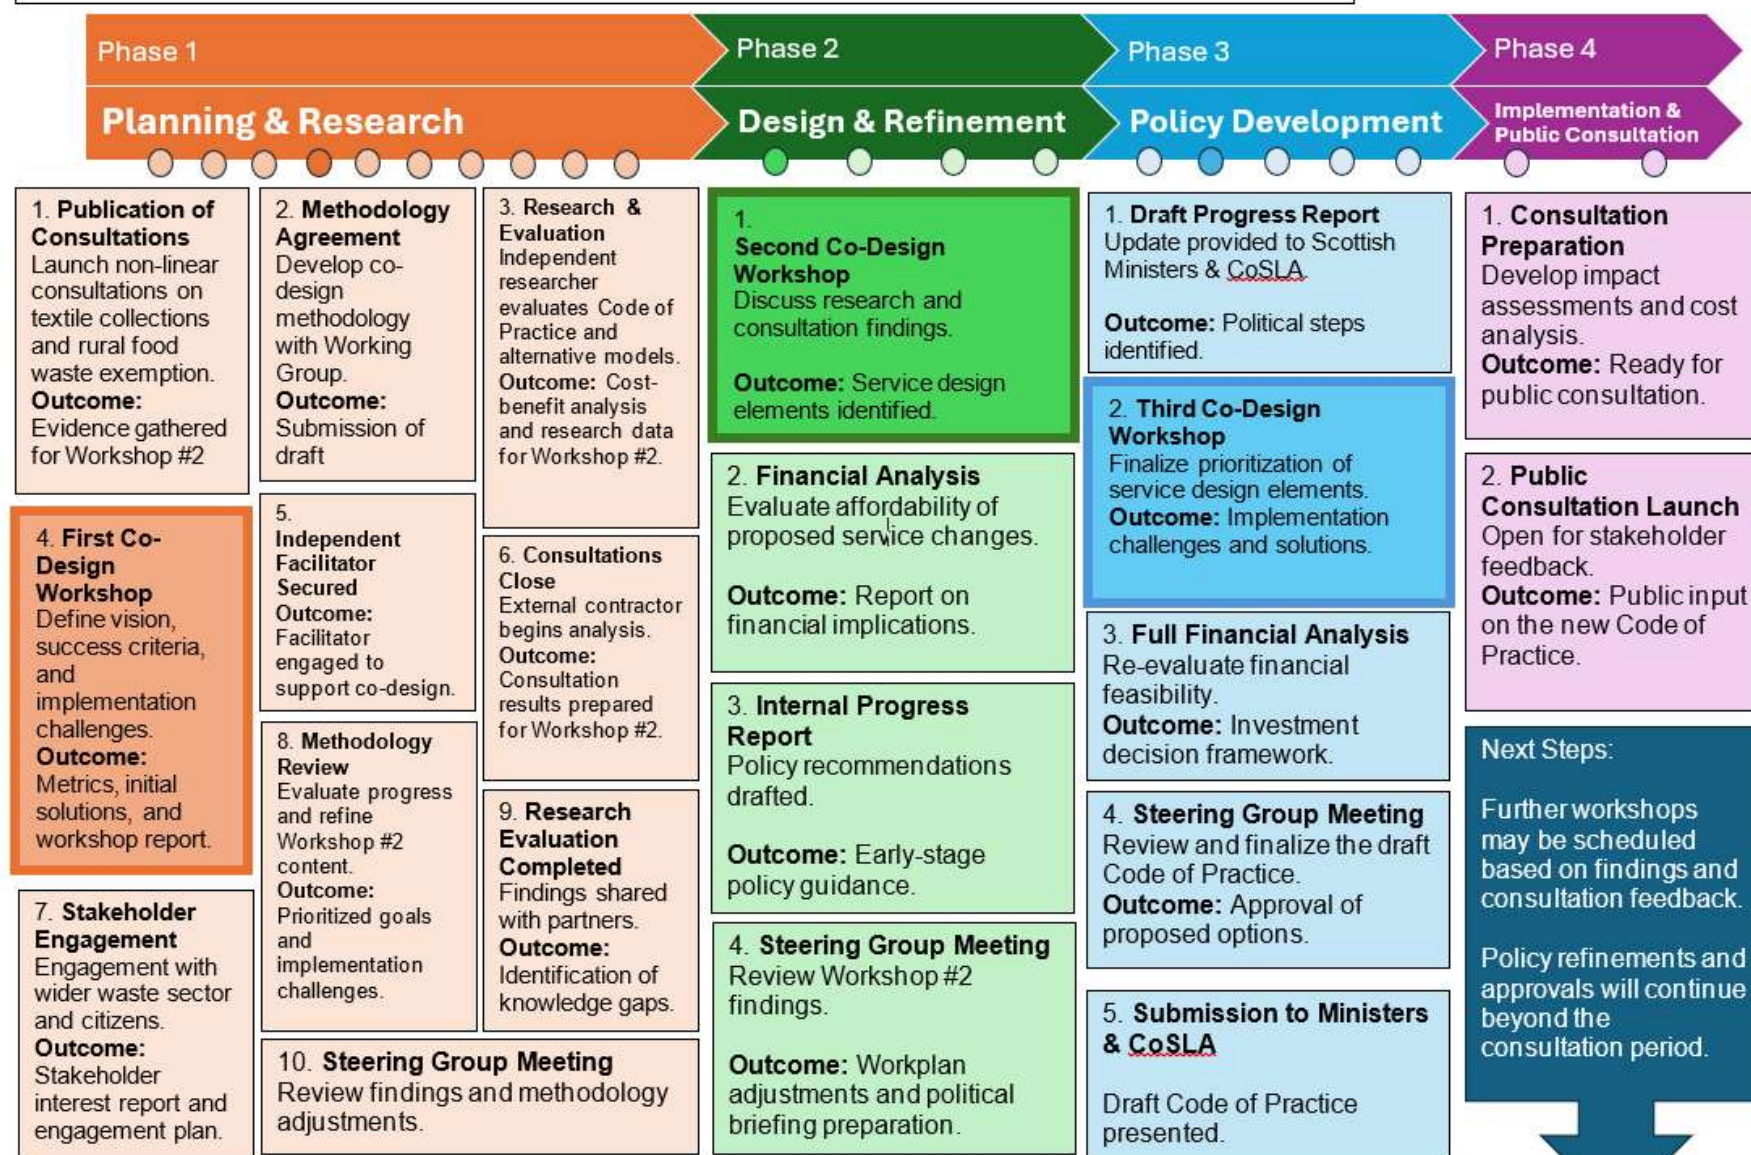 Phase 1
Phase 2
Phase 3
Phase 4
Planning & Research
Design & Refinement
Policy Development
Implementation &
Public Consultation
1. Publication of
Consultations
Launch non-linear
consultations on
textile collections
and rural food
waste exemption.
Outcome:
Evidence gathered
for Workshop #2
2. Methodology
Agreement
Develop co-
design
methodology
with Working
Group.
Outcome:
Submission of
draft
3. Research &
Evaluation
Independent
researcher
evaluates Code of
Practice and
alternative models.
Outcome: Cost-
benefit analysis
and research data
for Workshop #2.
4. First Co-
Design
Workshop
Define vision,
success criteria,
and
implementation
challenges.
Outcome:
Metrics, initial
solutions, and
workshop report.
5.
Independent
Facilitator
Secured
Outcome:
Facilitator
engaged to
support co-design.
6. Consultations
Close
External contractor
begins analysis.
Outcome:
Consultation
results prepared
for Workshop #2.
7. Stakeholder
Engagement
Engagement with
wider waste sector
and citizens.
Outcome:
Stakeholder
interest report and
engagement plan.
8. Methodology
Review
Evaluate progress
and refine
Workshop #2
content.
Outcome:
Prioritized goals
and
implementation
challenges.
9. Research
Evaluation
Completed
Findings shared
with partners.
Outcome:
Identification of
knowledge gaps.
10. Steering Group Meeting
Review findings and methodology
adjustments.
1.
Second Co-Design
Workshop
Discuss research and
consultation findings.
Outcome: Service design
elements identified.
2. Financial Analysis
Evaluate affordability of
proposed service changes.
Outcome: Report on
financial implications.
3. Internal Progress
Report
Policy recommendations
drafted.
Outcome: Early-stage
policy guidance.
4. Steering Group Meeting
Review Workshop #2
findings.
Outcome: Workplan
adjustments and political
briefing preparation.
1. Draft Progress Report
Update provided to Scottish
Ministers & CoSLA
Outcome: Political steps
identified.
2. Third Co-Design
Workshop
Finalize prioritization of
service design elements.
Outcome: Implementation
challenges and solutions.
3. Full Financial Analysis
Re-evaluate financial
feasibility.
Outcome: Investment
decision framework.
4. Steering Group Meeting
Review and finalize the draft
Code of Practice.
Outcome: Approval of
proposed options.
5. Submission to Ministers
& CoSLA
Draft Code of Practice
presented.
1. Consultation
Preparation
Develop impact
assessments and cost
analysis.
Outcome: Ready for
public consultation.
2. Public
Consultation Launch
Open for stakeholder
feedback.
Outcome: Public input
on the new Code of
Practice.
Next Steps:
Further workshops
may be scheduled
based on findings and
consultation feedback.
Policy refinements and
approvals will continue
beyond the
consultation period.